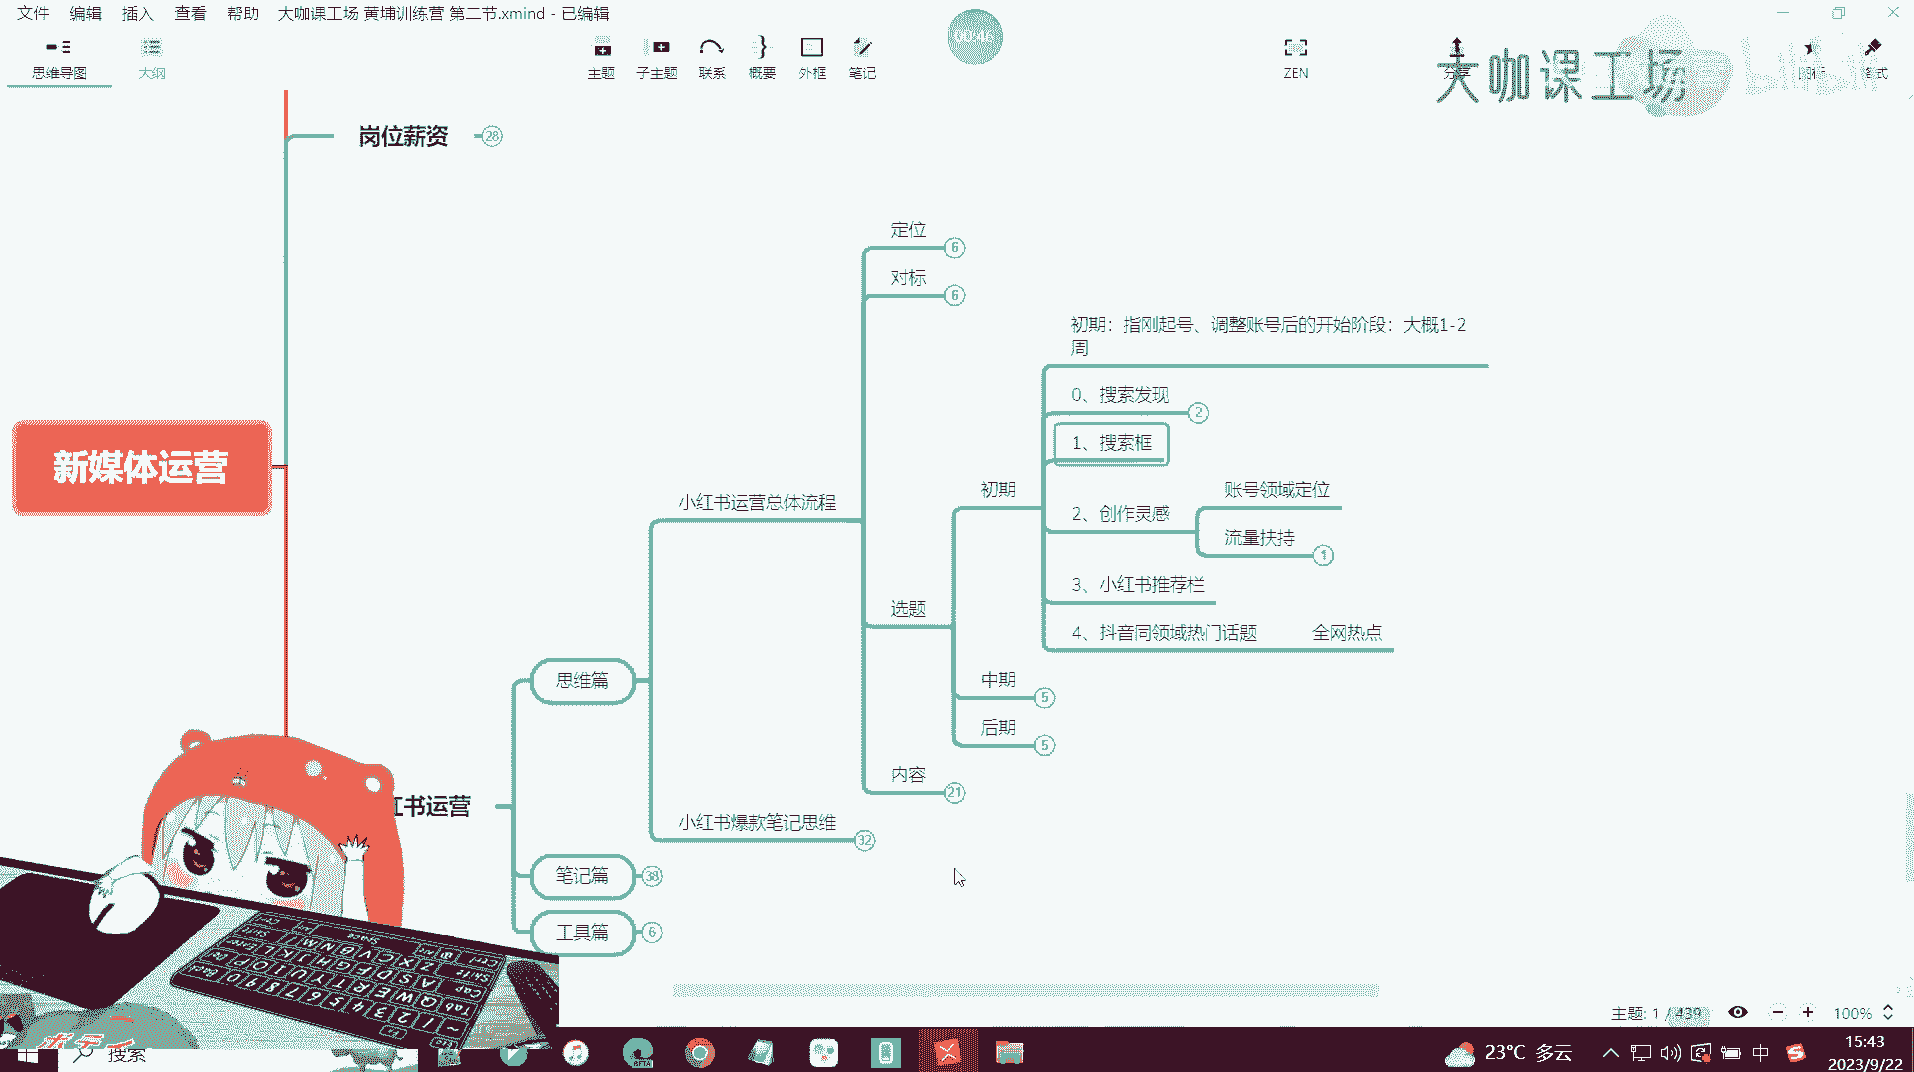 文件 编辑 插入 查看 帮助 大咖课工场 黄埔训练营 第二节.xmind - 已编辑
思维导图
大纲
主题
子主题
联系
概要
外框
笔记
00:46
ZEN
分享
大咖课工场
bilibili
岗位薪资
28
定位
6
对标
6
初期：指刚起号、调整账号后的开始阶段：大概1-2
周
0、搜索发现
2
1、搜索框
新媒体运营
初期
账号领域定位
小红书运营总体流程
2、创作灵感
流量扶持
1
3、小红书推荐栏
选题
4、抖音同领域热门话题
全网热点
思维篇
中期
5
后期
5
内容
21
红书运营
小红书爆款笔记思维
32
笔记篇
38
工具篇
6
主题: 1 / 439
100%
搜索
BETA
23°C 多云
中
15:43
2023/9/22